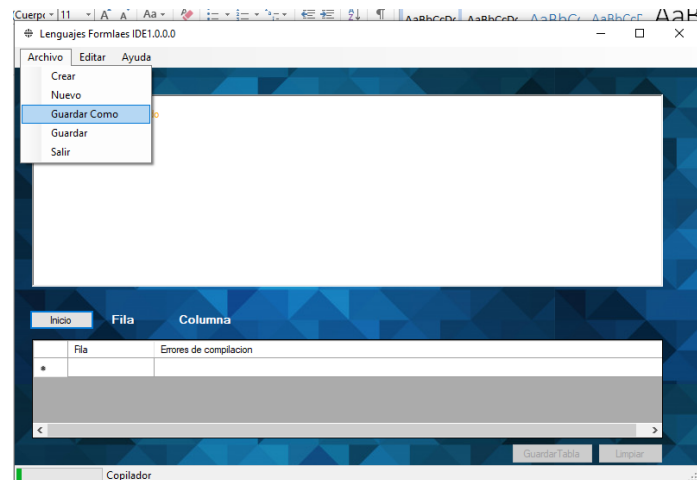 (Cuerpo 11 A A Aa
AaBbCcDc AaBbCcDc AaBbC AaBbCcE AaB
Lenguajes Formlaes IDE1.0.0.0
Archivo Editar Ayuda
Crear
Nuevo
Guardar Como
Guardar
Salir
Inicio Fila Columna
Fila Errores de compilacion
GuardarTabla Limpiar
Copilador